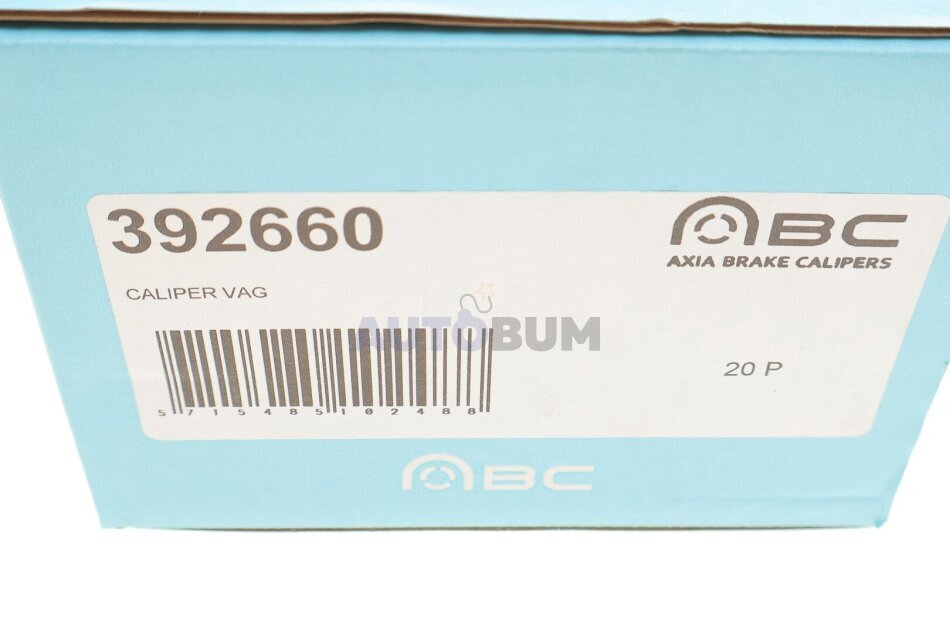 392660
ABC
AXIA BRAKE CALIPERS
CALIPER VAG
AUTOBUM
20 P
5715485102488
ABC